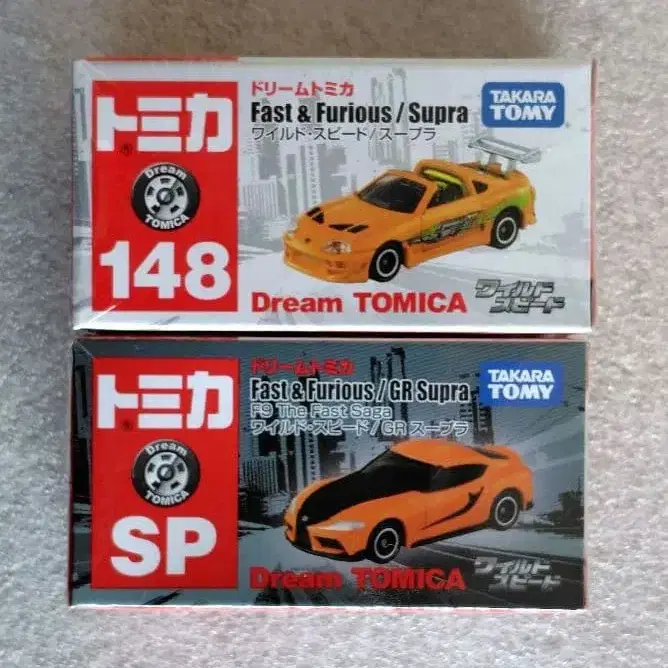 トミカ
®
Dream
TOMICA
148
ドリームトミカ
Fast & Furious / Supra
ワイルド・スピード/スープラ
TAKARA
TOMY
Dream TOMICA
ワイルド
スピード
トミカ
®
Dream
TOMICA
SP
ドリームトミカ
Fast & Furious / GR Supra
F9 The Fast Saga
ワイルド・スピード/GR スープラ
TAKARA
TOMY
Dream TOMICA
ワイルド
スピード